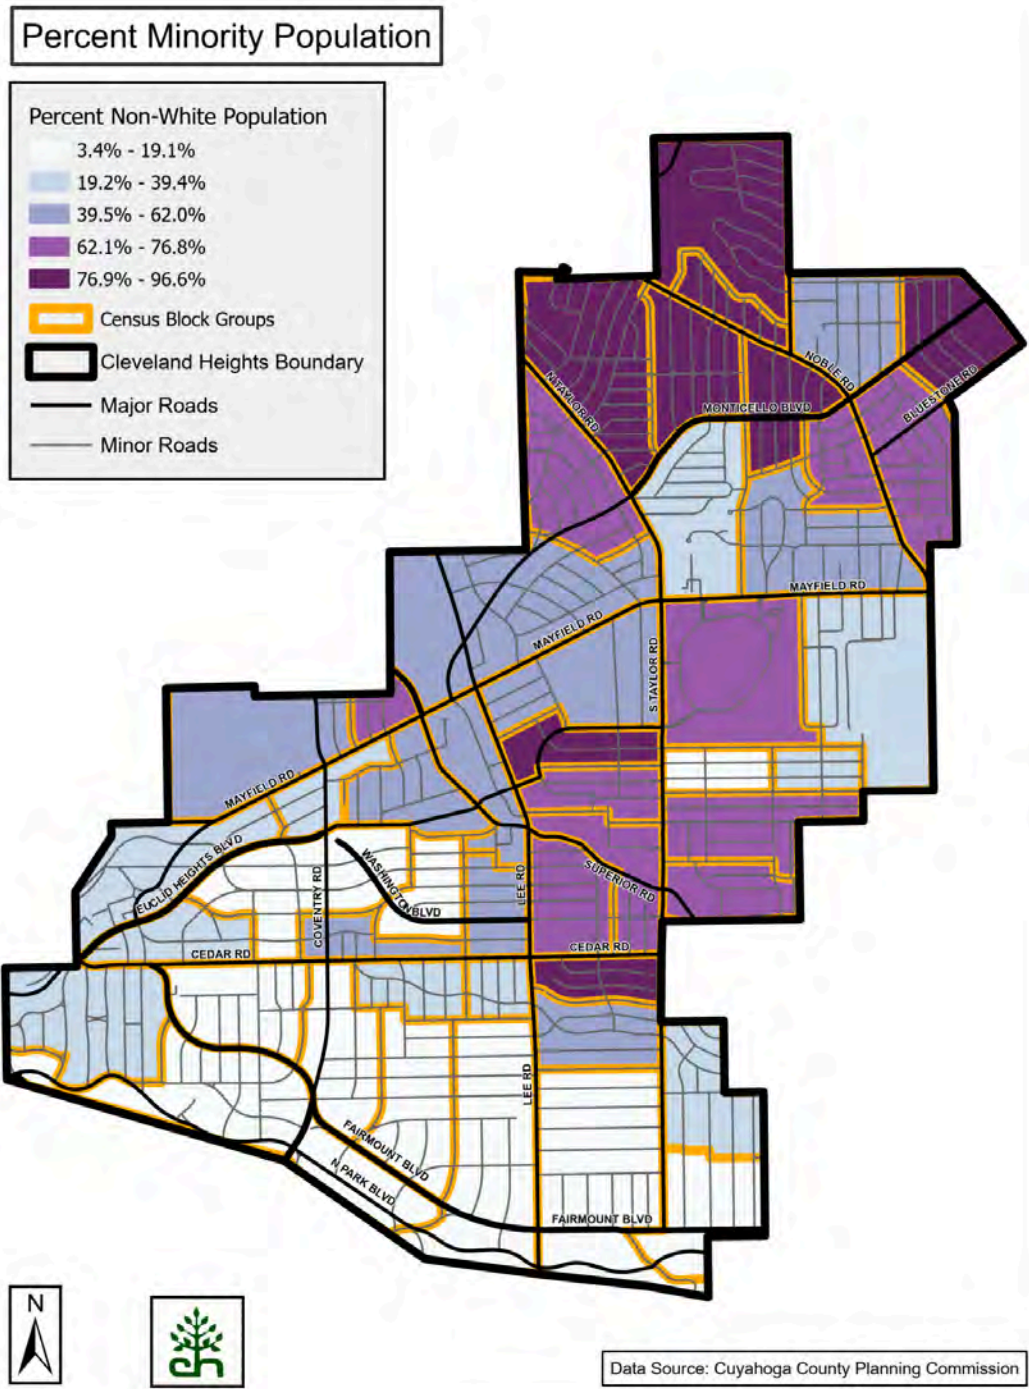 Percent Minority Population
Percent Non-White Population
3.4% - 19.1%
19.2% - 39.4%
39.5% - 62.0%
62.1% - 76.8%
76.9% - 96.6%
Census Block Groups
Cleveland Heights Boundary
Major Roads
Minor Roads
NOBLE RD
N TAYLOR RD
BLUESTONE RD
MONTICELLO BLVD
MAYFIELD RD
MAYFIELD RD
S TAYLOR RD
MAYFIELD RD
EUCLID HEIGHTS BLVD
WASHINGTON BLVD
COVENTRY RD
LEE RD
SUPERIOR RD
CEDAR RD
CEDAR RD
LEE RD
FAIRMOUNT BLVD
N PARK BLVD
FAIRMOUNT BLVD
N
ch
Data Source: Cuyahoga County Planning Commission